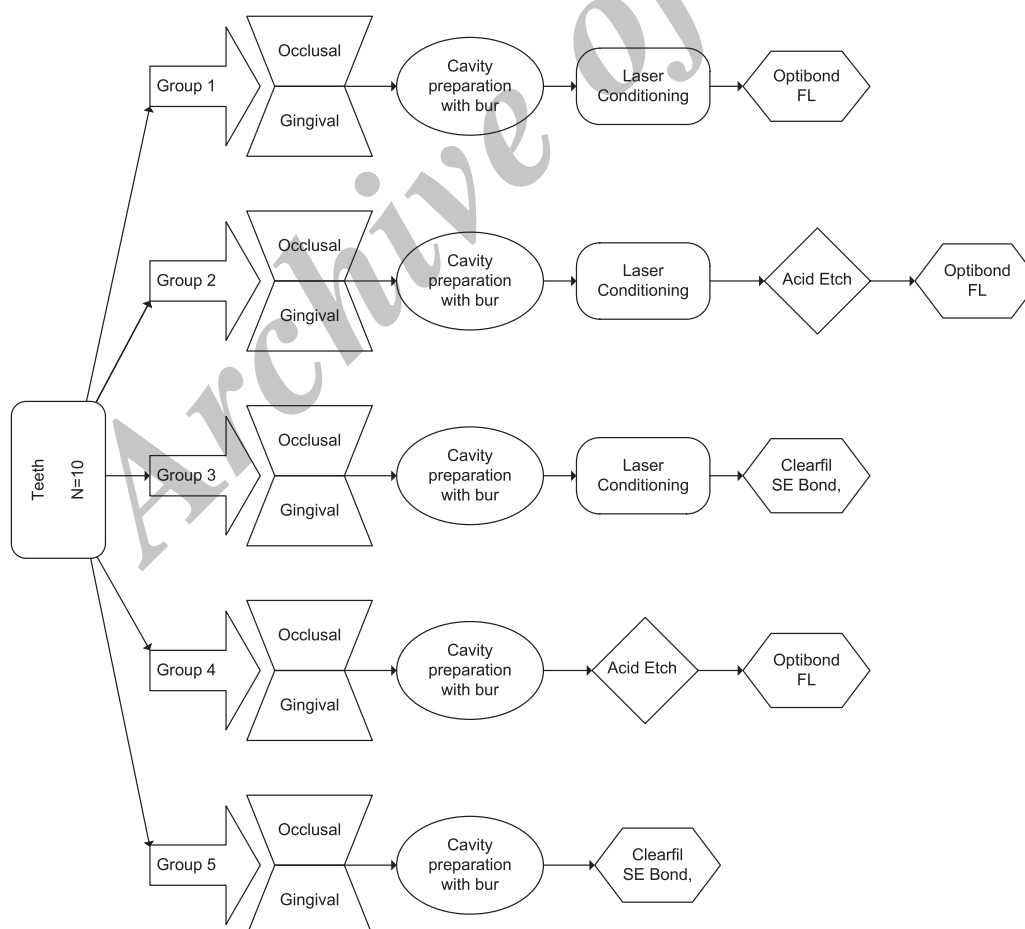 Occlusal
Gingival
Group 1
Cavity
preparation
with bur
Laser
Conditioning
Optibond
FL
Occlusal
Gingival
Group 2
Cavity
preparation
with bur
Laser
Conditioning
Acid Etch
Optibond
FL
Teeth
N=10
Occlusal
Gingival
Group 3
Cavity
preparation
with bur
Laser
Conditioning
Clearfil
SE Bond,
Occlusal
Gingival
Group 4
Cavity
preparation
with bur
Acid Etch
Optibond
FL
Occlusal
Gingival
Group 5
Cavity
preparation
with bur
Clearfil
SE Bond,
Archive of